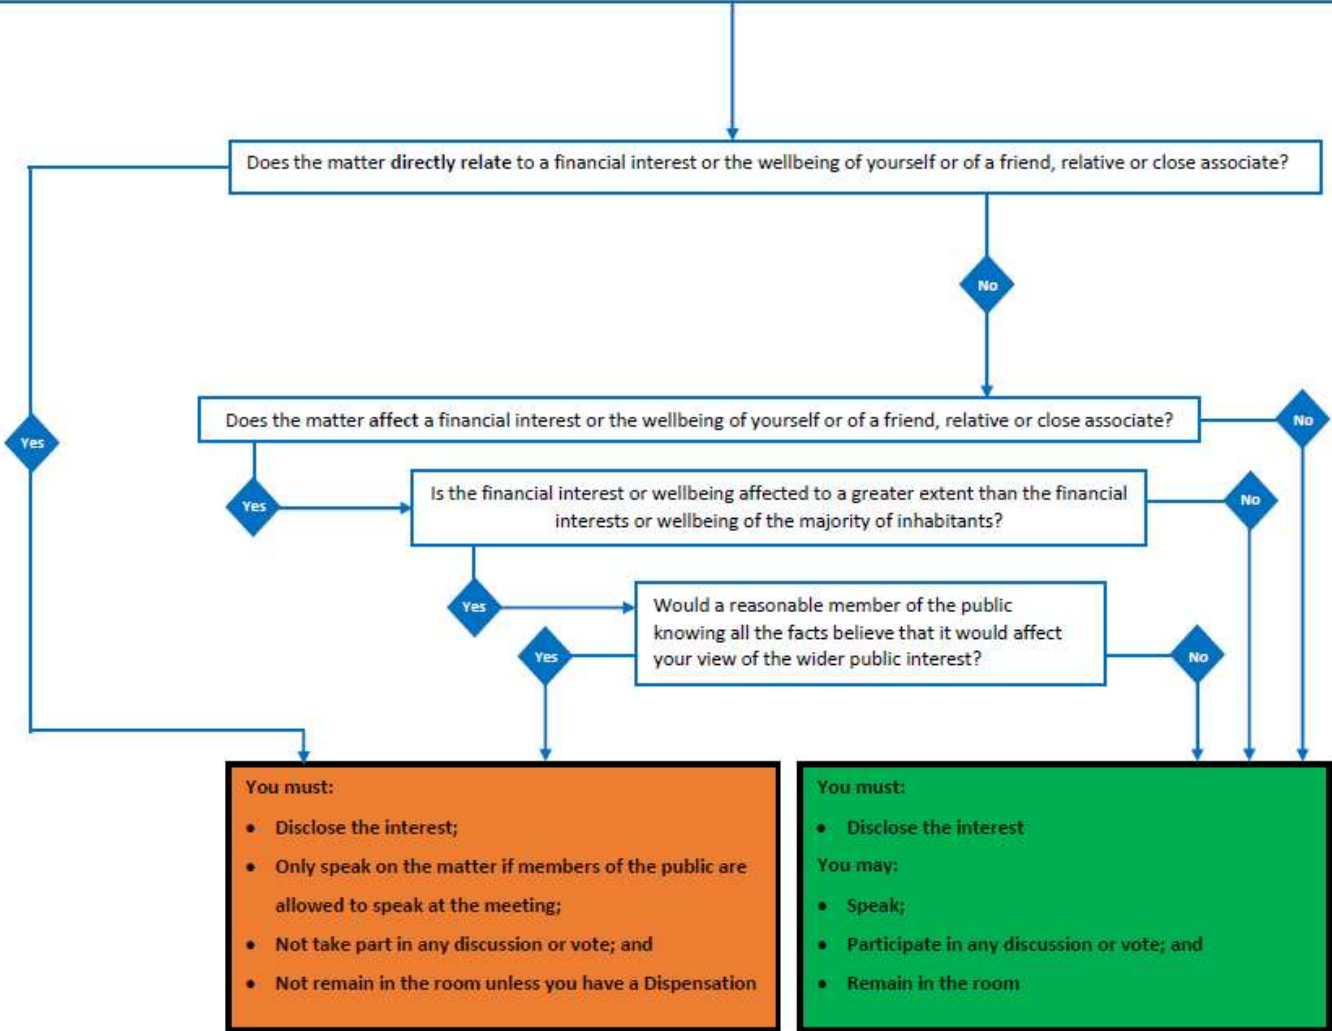 Does the matter directly relate to a financial interest or the wellbeing of yourself or of a friend, relative or close associate?
No
Does the matter affect a financial interest or the wellbeing of yourself or of a friend, relative or close associate?
No
Yes
Is the financial interest or wellbeing affected to a greater extent than the financial
interests or wellbeing of the majority of inhabitants?
No
Yes
Would a reasonable member of the public
knowing all the facts believe that it would affect
your view of the wider public interest?
Yes
Yes
No
You must:
• Disclose the interest;
• Only speak on the matter if members of the public are
allowed to speak at the meeting;
• Not take part in any discussion or vote; and
• Not remain in the room unless you have a Dispensation
You must:
• Disclose the interest
You may:
• Speak;
• Participate in any discussion or vote; and
• Remain in the room